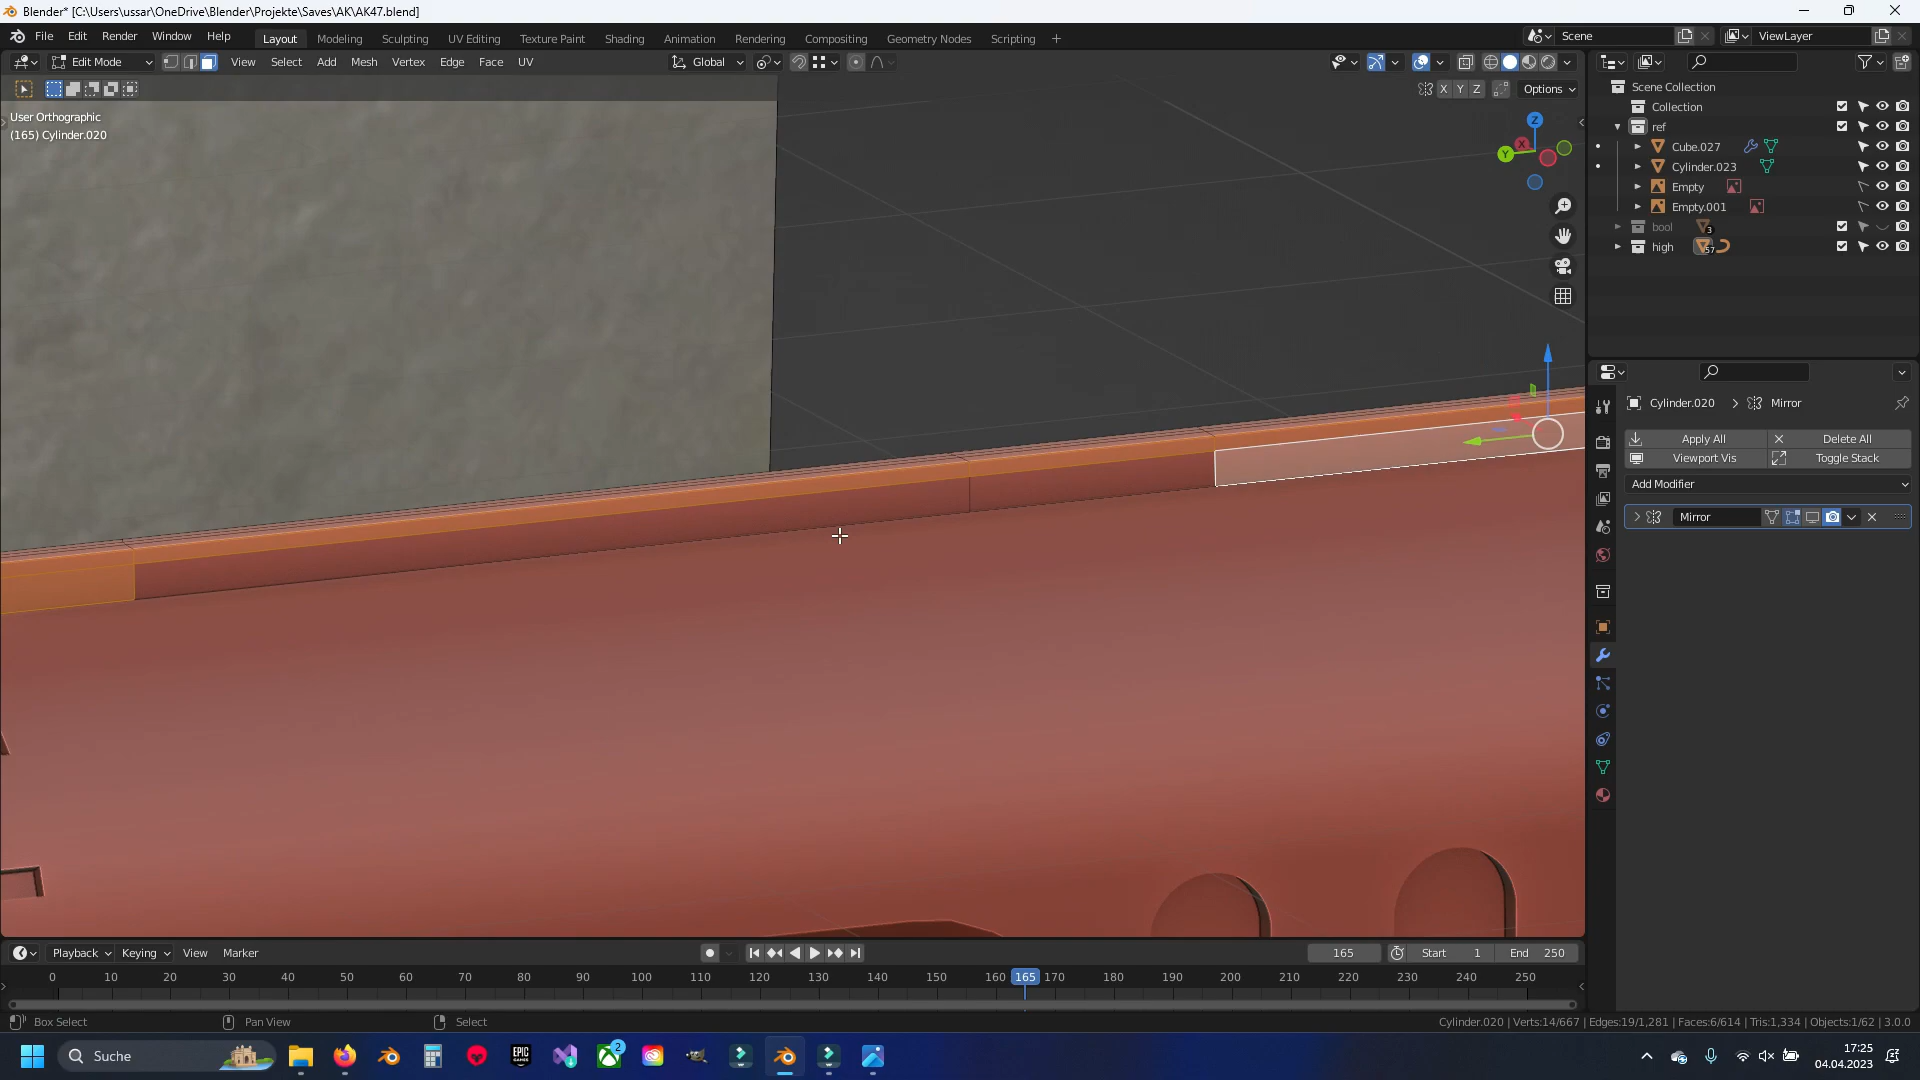 Blender* [C:\Users\ussar\OneDrive\Blender\Projekte\Saves\AK\AK47.blend]
File Edit Render Window Help Layout Modeling Sculpting UV Editing Texture Paint Shading Animation Rendering Compositing Geometry Nodes Scripting + Scene ViewLayer
Edit Mode View Select Add Mesh Vertex Edge Face UV Global
X Y Z Options
User Orthographic
(165) Cylinder.020
Z
X
Y
Scene Collection
Collection
ref
Cube.027
Cylinder.023
Empty
Empty.001
bool 3
high 57
Cylinder.020 > Mirror
Apply All Delete All
Viewport Vis Toggle Stack
Add Modifier
Mirror
Playback Keying View Marker 165 Start 1 End 250
0 10 20 30 40 50 60 70 80 90 100 110 120 130 140 150 160 165 170 180 190 200 210 220 230 240 250
Box Select Pan View Select Cylinder.020 | Verts:14/667 | Edges:19/1,281 | Faces:6/614 | Tris:1,334 | Objects:1/62 | 3.0.0
Suche EPIC GAMES 2 17:25
04.04.2023